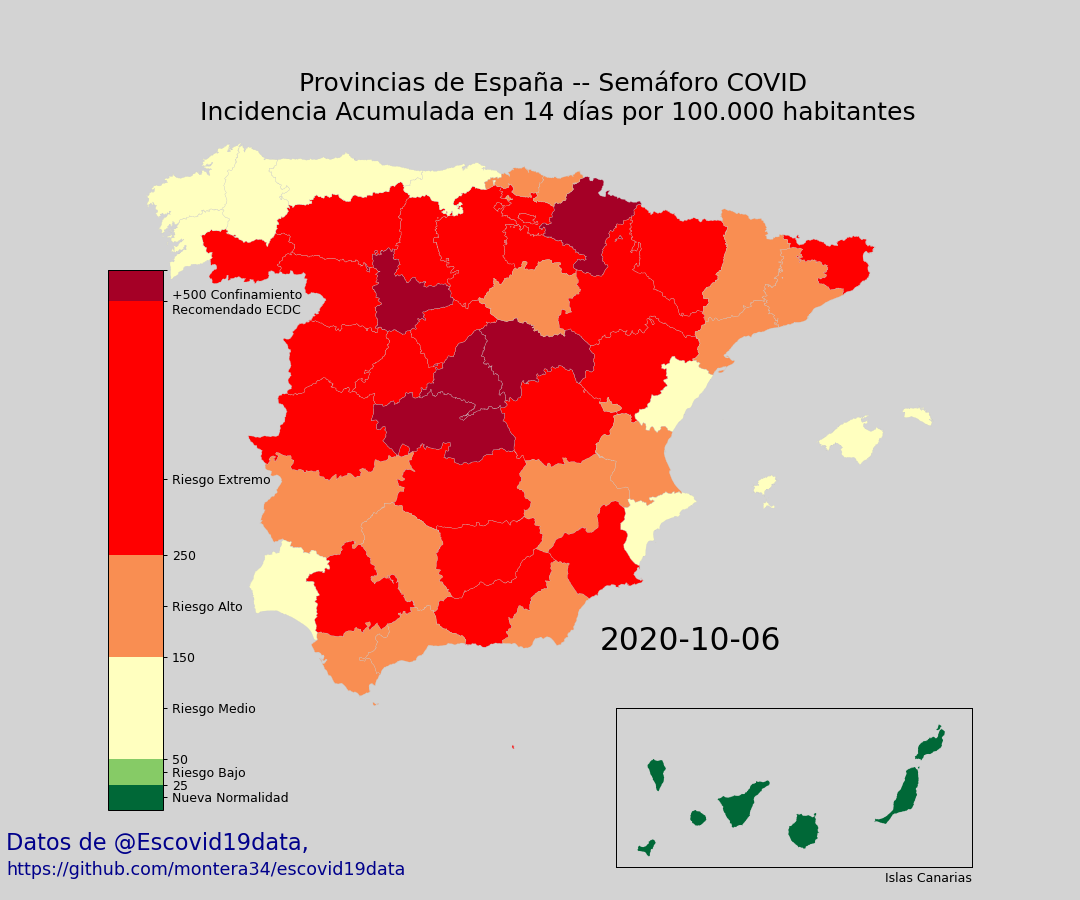 Provincias de España -- Semáforo COVID
Incidencia Acumulada en 14 días por 100.000 habitantes
+500 Confinamiento
Recomendado ECDC
Riesgo Extremo
250
Riesgo Alto
150
Riesgo Medio
50
Riesgo Bajo
25
Nueva Normalidad
2020-10-06
Islas Canarias
Datos de @Escovid19data,
https://github.com/montera34/escovid19data